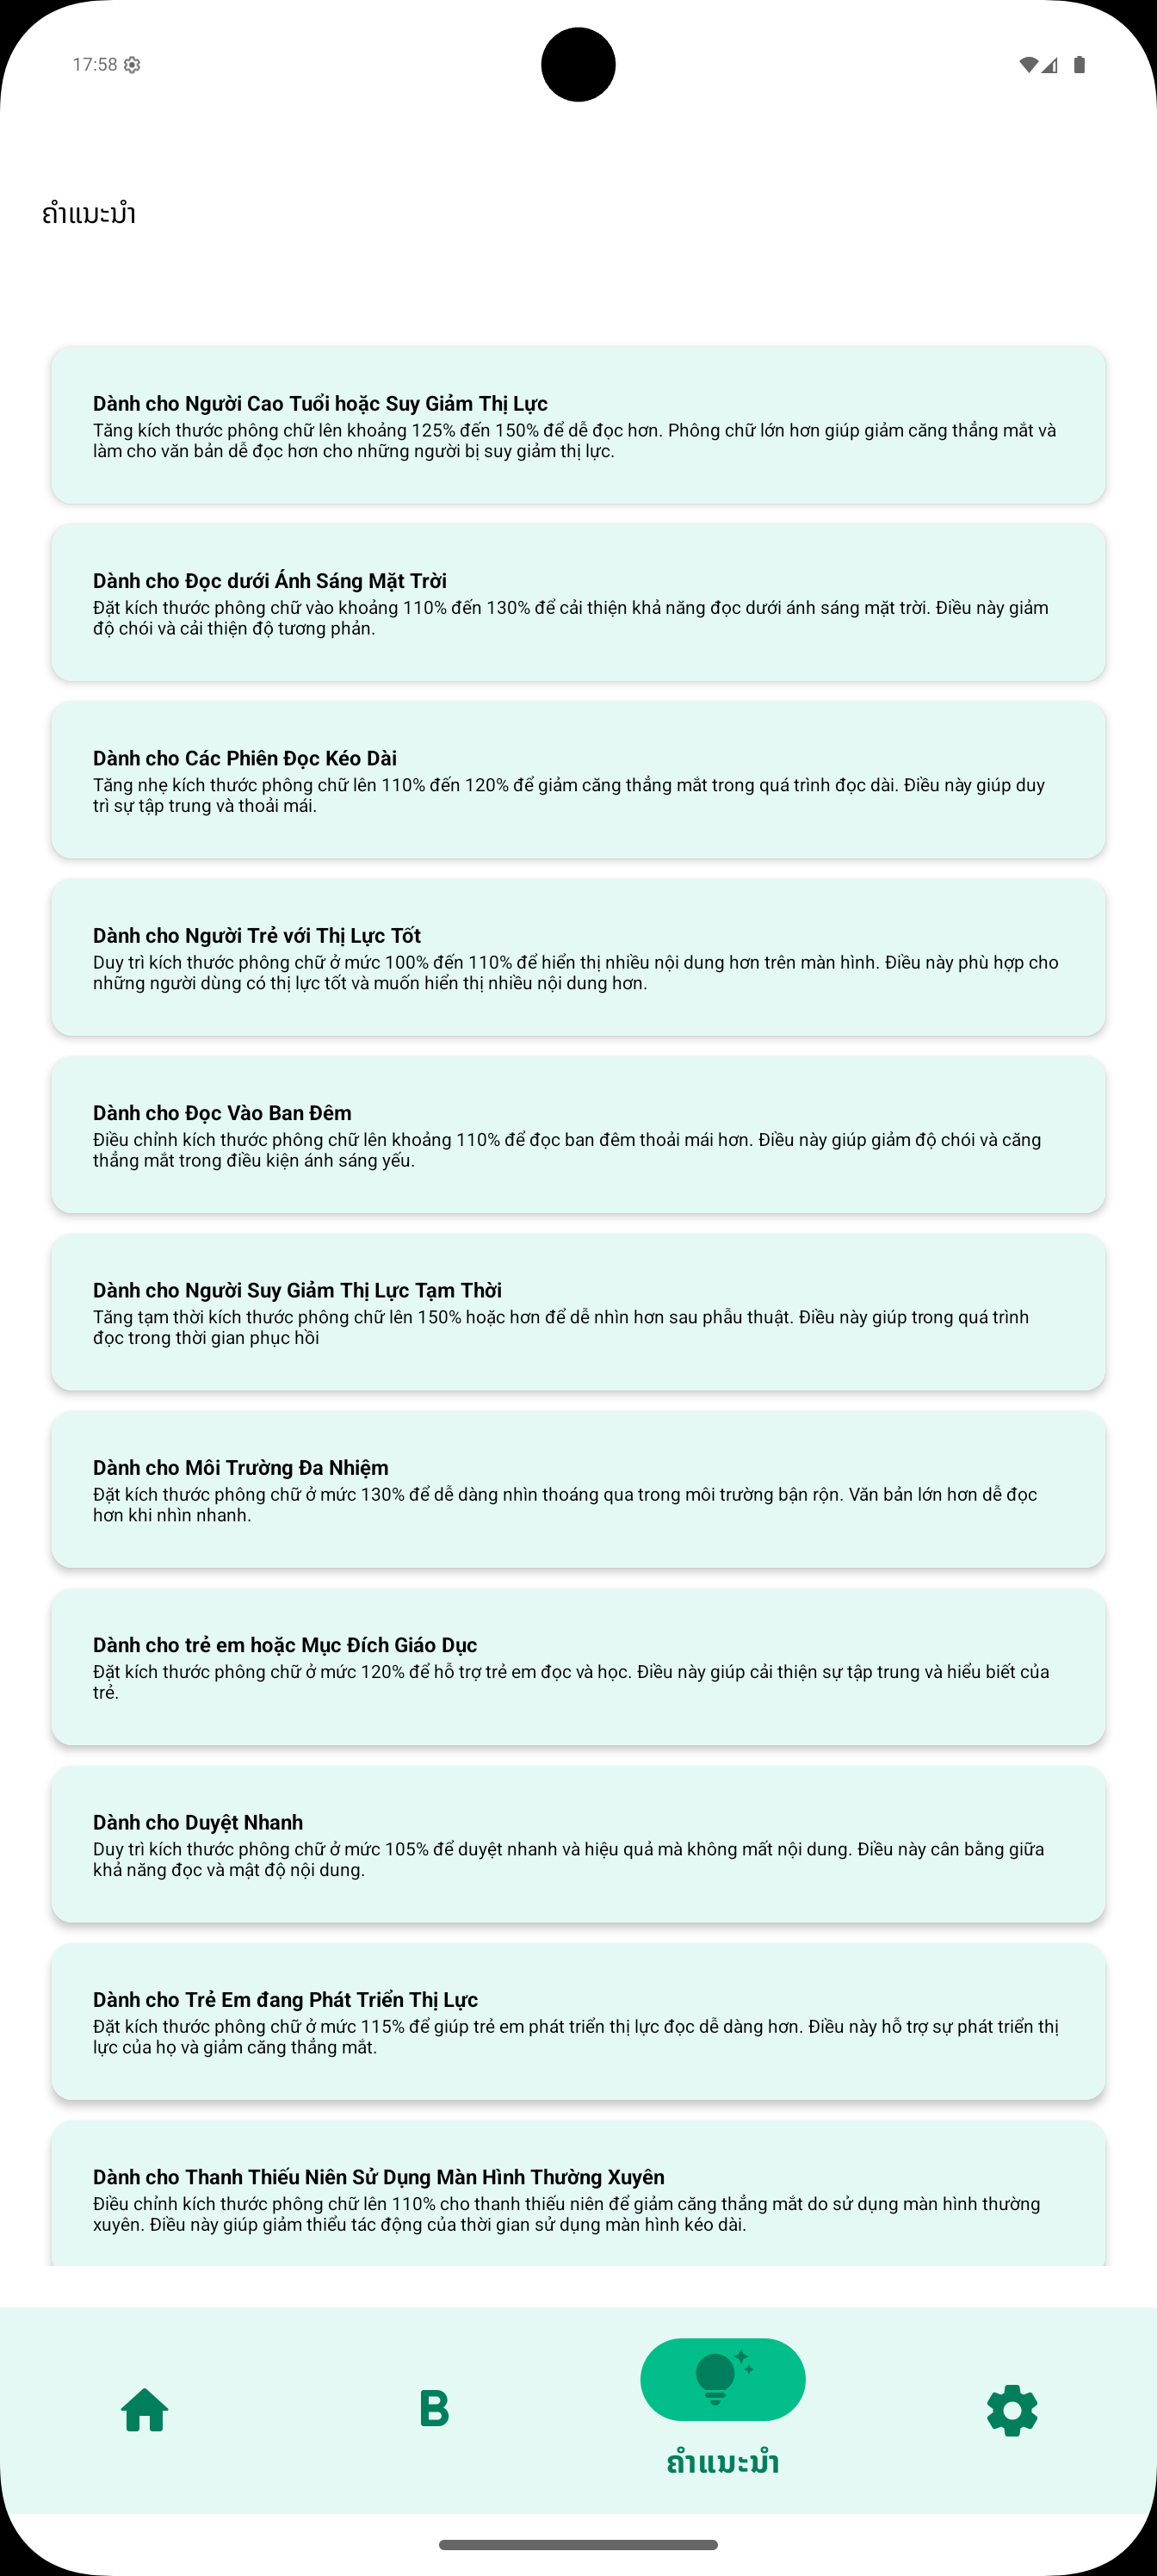 17:58
ຄຳແນະນຳ
Dành cho Người Cao Tuổi hoặc Suy Giảm Thị Lực
Tăng kích thước phông chữ lên khoảng 125% đến 150% để dễ đọc hơn. Phông chữ lớn hơn giúp giảm căng thẳng mắt và
làm cho văn bản dễ đọc hơn cho những người bị suy giảm thị lực.
Dành cho Đọc dưới Ánh Sáng Mặt Trời
Đặt kích thước phông chữ vào khoảng 110% đến 130% để cải thiện khả năng đọc dưới ánh sáng mặt trời. Điều này giảm
độ chói và cải thiện độ tương phản.
Dành cho Các Phiên Đọc Kéo Dài
Tăng nhẹ kích thước phông chữ lên 110% đến 120% để giảm căng thẳng mắt trong quá trình đọc dài. Điều này giúp duy
trì sự tập trung và thoải mái.
Dành cho Người Trẻ với Thị Lực Tốt
Duy trì kích thước phông chữ ở mức 100% đến 110% để hiển thị nhiều nội dung hơn trên màn hình. Điều này phù hợp cho
những người dùng có thị lực tốt và muốn hiển thị nhiều nội dung hơn.
Dành cho Đọc Vào Ban Đêm
Điều chỉnh kích thước phông chữ lên khoảng 110% để đọc ban đêm thoải mái hơn. Điều này giúp giảm độ chói và căng
thẳng mắt trong điều kiện ánh sáng yếu.
Dành cho Người Suy Giảm Thị Lực Tạm Thời
Tăng tạm thời kích thước phông chữ lên 150% hoặc hơn để dễ nhìn hơn sau phẫu thuật. Điều này giúp trong quá trình
đọc trong thời gian phục hồi
Dành cho Môi Trường Đa Nhiệm
Đặt kích thước phông chữ ở mức 130% để dễ dàng nhìn thoáng qua trong môi trường bận rộn. Văn bản lớn hơn dễ đọc
hơn khi nhìn nhanh.
Dành cho trẻ em hoặc Mục Đích Giáo Dục
Đặt kích thước phông chữ ở mức 120% để hỗ trợ trẻ em đọc và học. Điều này giúp cải thiện sự tập trung và hiểu biết của
trẻ.
Dành cho Duyệt Nhanh
Duy trì kích thước phông chữ ở mức 105% để duyệt nhanh và hiệu quả mà không mất nội dung. Điều này cân bằng giữa
khả năng đọc và mật độ nội dung.
Dành cho Trẻ Em đang Phát Triển Thị Lực
Đặt kích thước phông chữ ở mức 115% để giúp trẻ em phát triển thị lực đọc dễ dàng hơn. Điều này hỗ trợ sự phát triển thị
lực của họ và giảm căng thẳng mắt.
Dành cho Thanh Thiếu Niên Sử Dụng Màn Hình Thường Xuyên
Điều chỉnh kích thước phông chữ lên 110% cho thanh thiếu niên để giảm căng thẳng mắt do sử dụng màn hình thường
xuyên. Điều này giúp giảm thiểu tác động của thời gian sử dụng màn hình kéo dài.
B
ຄຳແນະນຳ